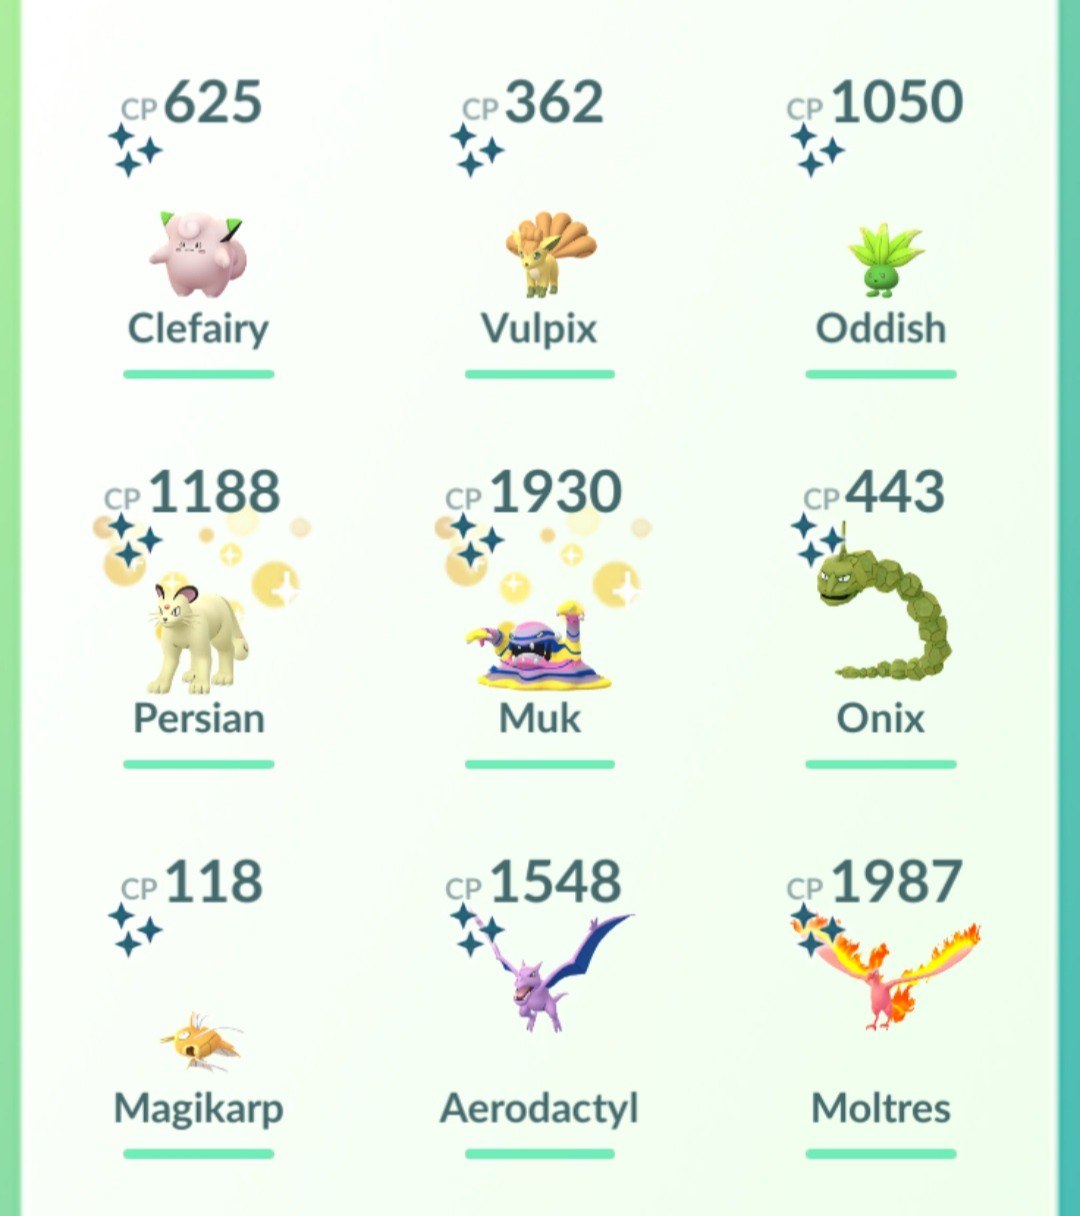 CP 625 CP 362 CP 1050
Clefairy Vulpix Oddish
CP 1188 CP 1930 CP 443
Persian Muk Onix
CP 118 CP 1548 CP 1987
Magikarp Aerodactyl Moltres